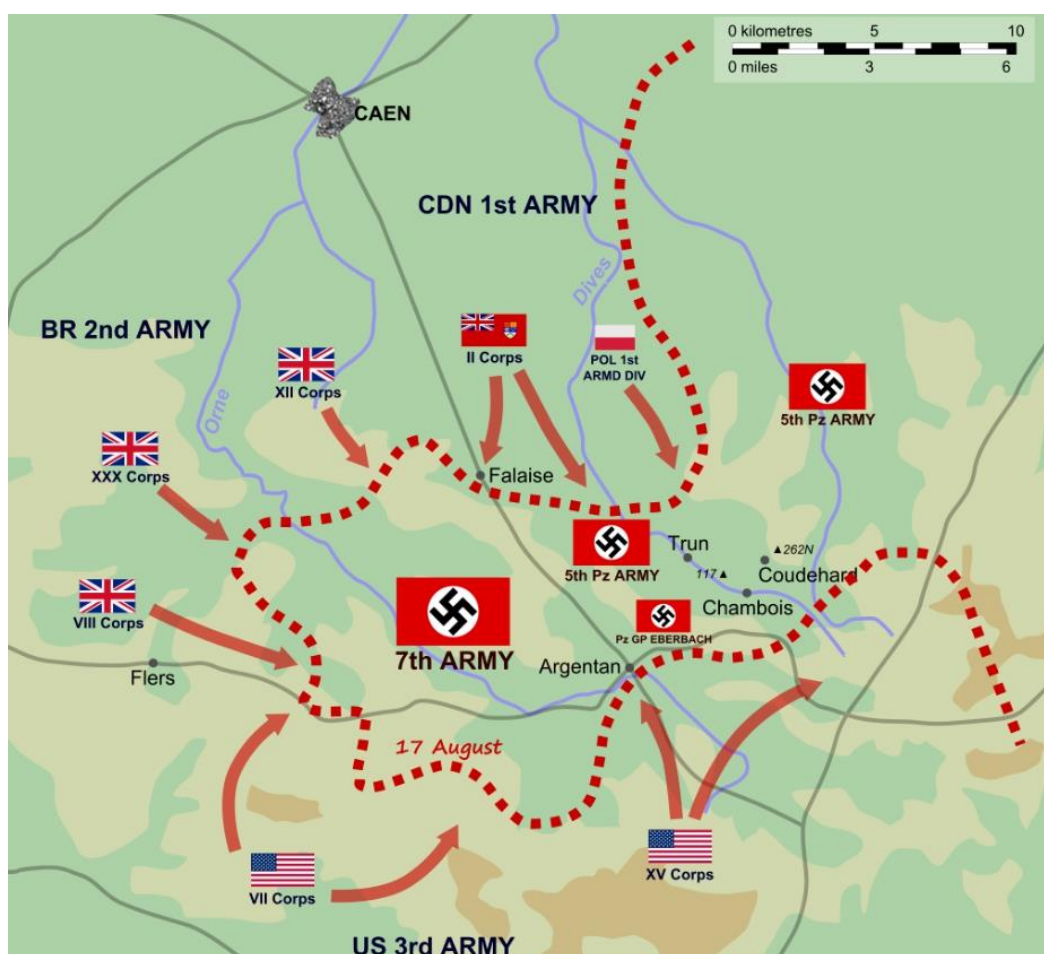 0 kilometres 5 10
0 miles 3 6
CAEN
CDN 1st ARMY
Dives
BR 2nd ARMY
II Corps
POL 1st
ARMD DIV
XII Corps
Orne
5th Pz ARMY
XXX Corps
Falaise
Trun
▲262N
5th Pz ARMY
117▲
Coudehard
Chambois
VIII Corps
Pz GP EBERBACH
7th ARMY
Argentan
Flers
17 August
XV Corps
VII Corps
US 3rd ARMY